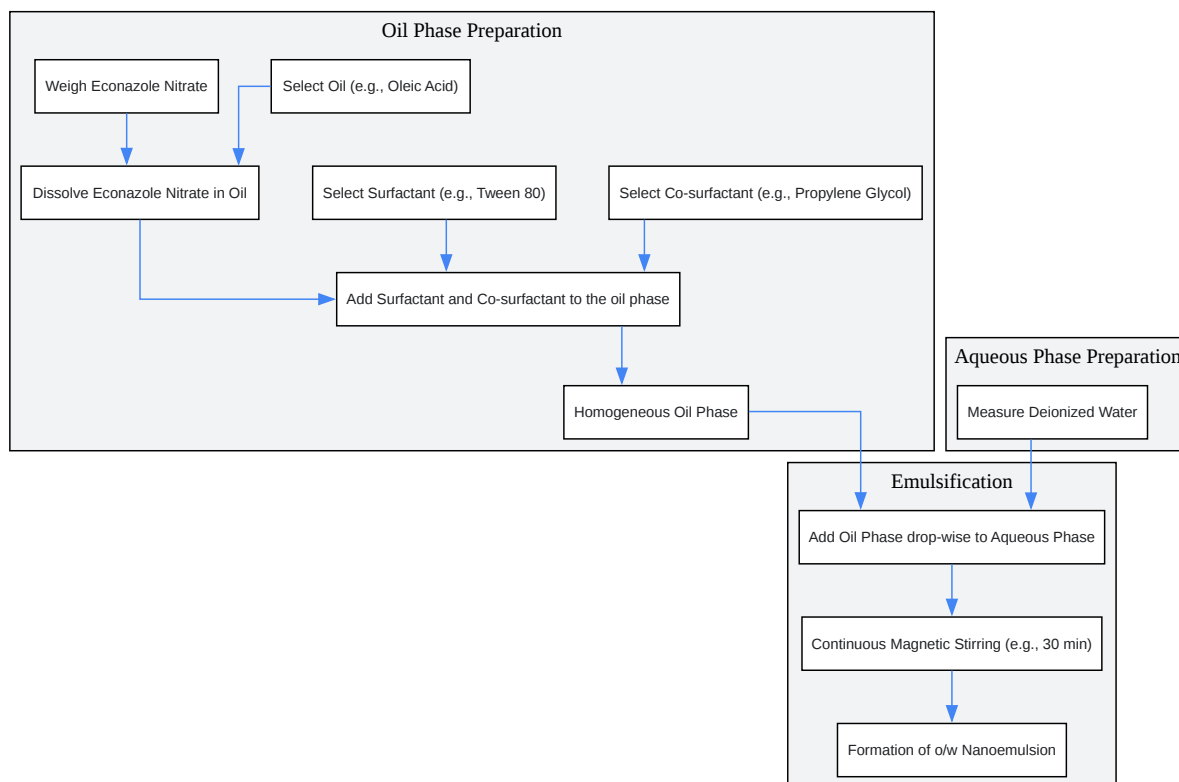 Oil Phase Preparation
Weigh Econazole Nitrate
Select Oil (e.g., Oleic Acid)
Dissolve Econazole Nitrate in Oil
Select Surfactant (e.g., Tween 80)
Select Co-surfactant (e.g., Propylene Glycol)
Add Surfactant and Co-surfactant to the oil phase
Homogeneous Oil Phase
Aqueous Phase Preparation
Measure Deionized Water
Emulsification
Add Oil Phase drop-wise to Aqueous Phase
Continuous Magnetic Stirring (e.g., 30 min)
Formation of o/w Nanoemulsion